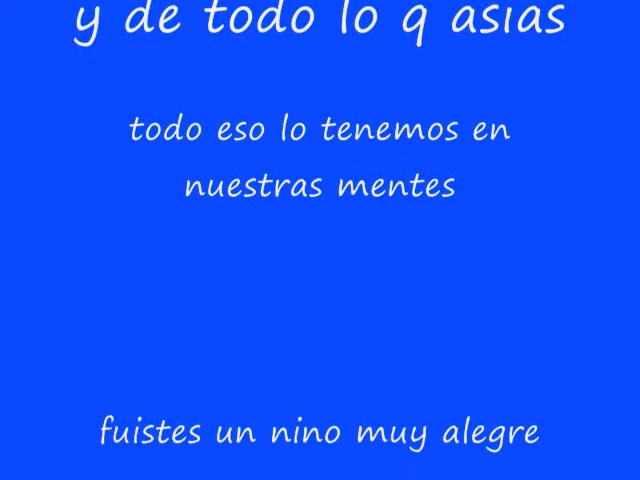 y de todo lo q asias
todo eso lo tenemos en
nuestras mentes
fuistes un nino muy alegre